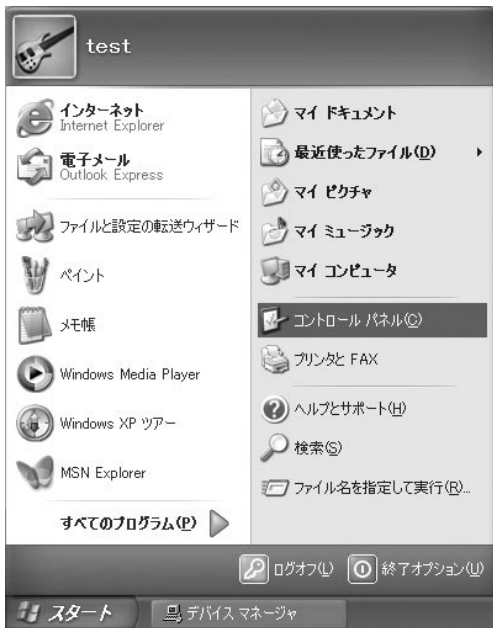 test
インターネット
Internet Explorer
電子メール
Outlook Express
ファイルと設定の転送ウィザード
ペイント
メモ帳
Windows Media Player
Windows XP ツアー
MSN Explorer
すべてのプログラム(P)
マイ ドキュメント
最近使ったファイル(D)
マイ ピクチャ
マイ ミュージック
マイ コンピュータ
コントロール パネル(C)
プリンタと FAX
ヘルプとサポート(H)
検索(S)
ファイル名を指定して実行(R)...
ログオフ(L)
終了オプション(U)
スタート
デバイス マネージャ